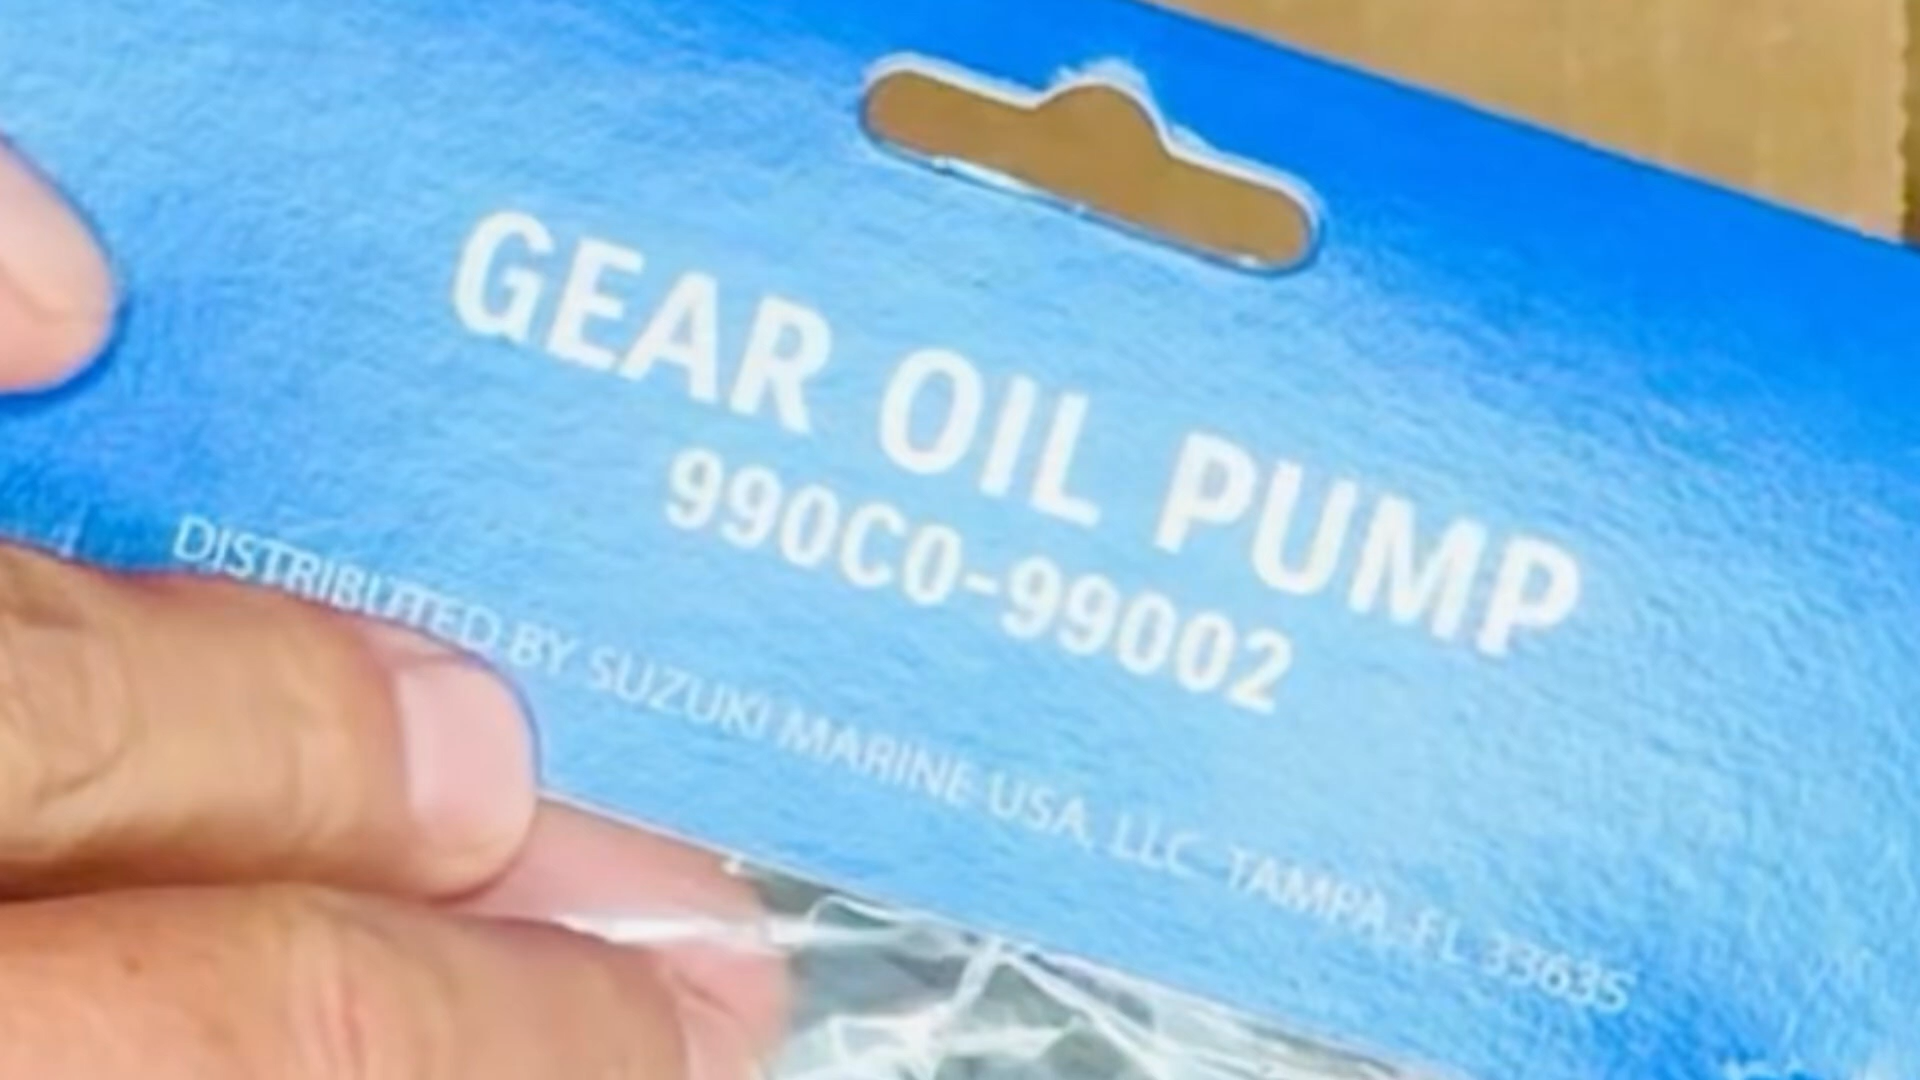 GEAR OIL PUMP
990C0-99002
DISTRIBUTED BY SUZUKI MARINE USA, LLC TAMPA, FL 33635